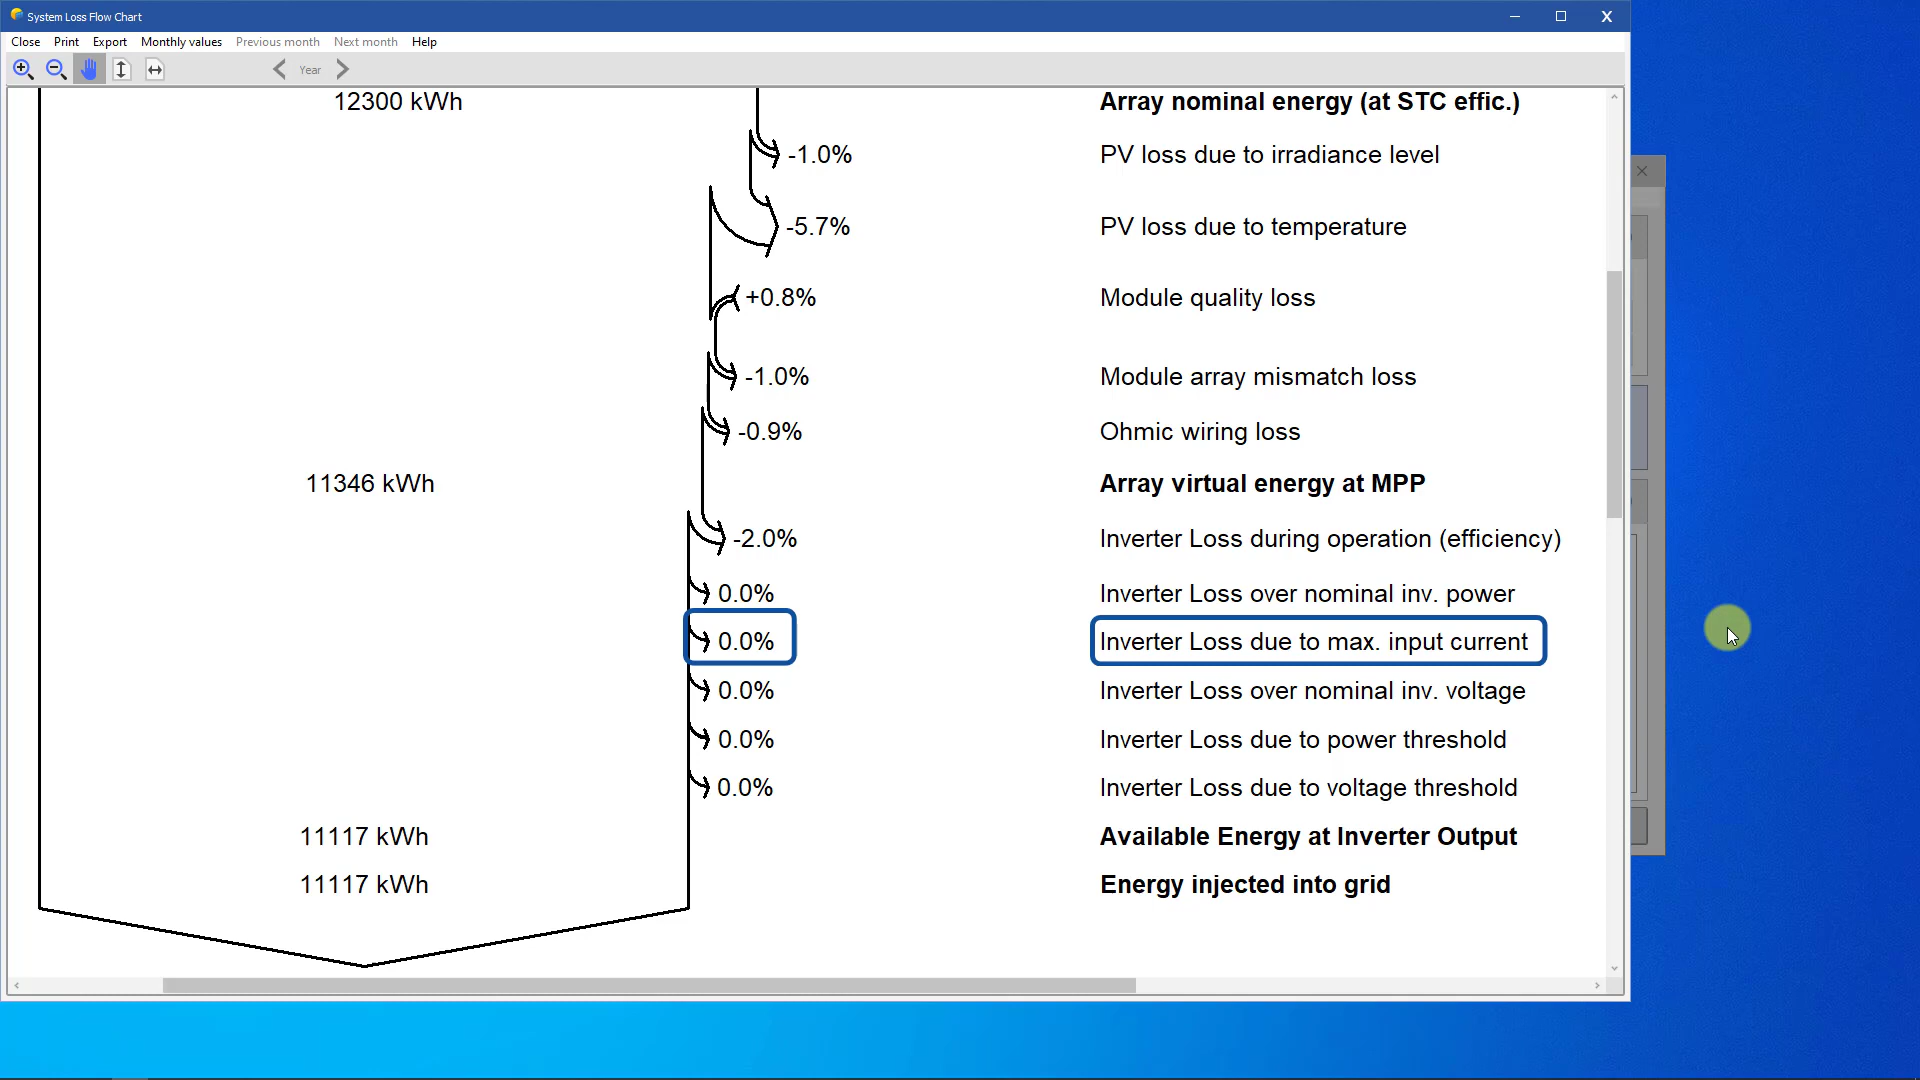 System Loss Flow Chart
Close Print Export Monthly values Previous month Next month Help
Year
12300 kWh Array nominal energy (at STC effic.)
-1.0% PV loss due to irradiance level
-5.7% PV loss due to temperature
+0.8% Module quality loss
-1.0% Module array mismatch loss
-0.9% Ohmic wiring loss
11346 kWh Array virtual energy at MPP
-2.0% Inverter Loss during operation (efficiency)
0.0% Inverter Loss over nominal inv. power
0.0% Inverter Loss due to max. input current
0.0% Inverter Loss over nominal inv. voltage
0.0% Inverter Loss due to power threshold
0.0% Inverter Loss due to voltage threshold
11117 kWh Available Energy at Inverter Output
11117 kWh Energy injected into grid